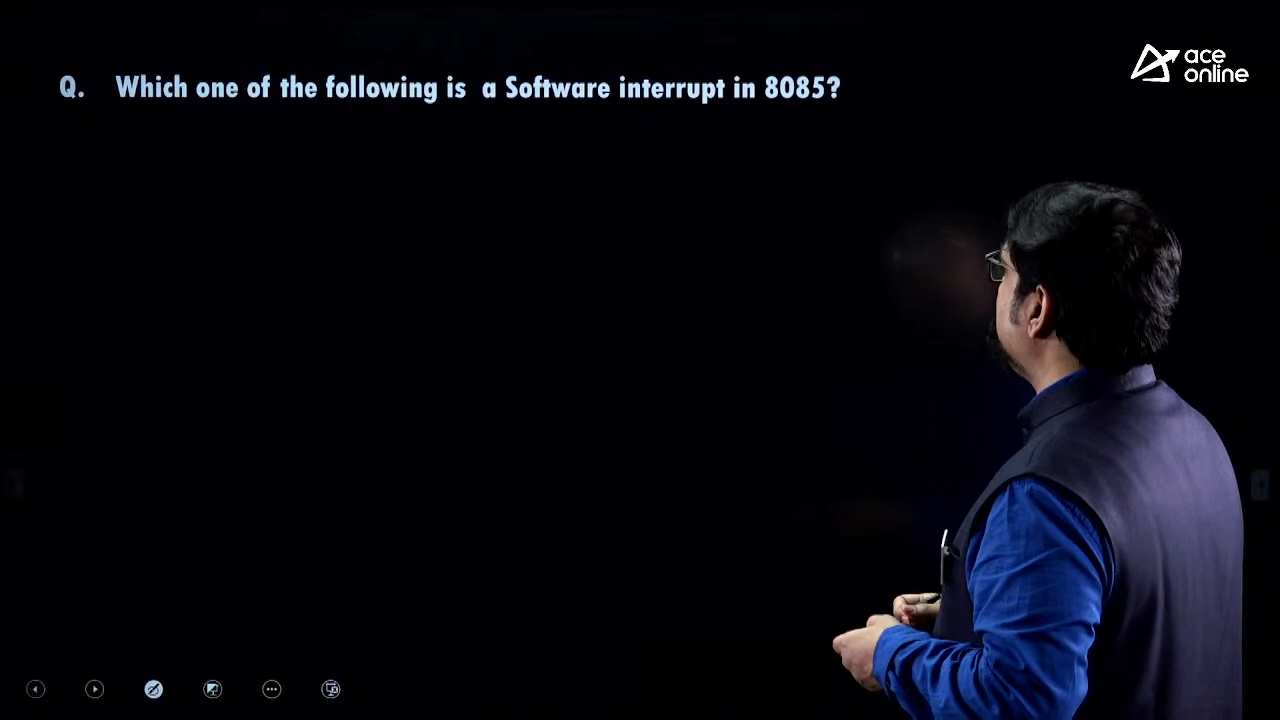 Q. Which one of the following is a Software interrupt in 8085?
ace
online